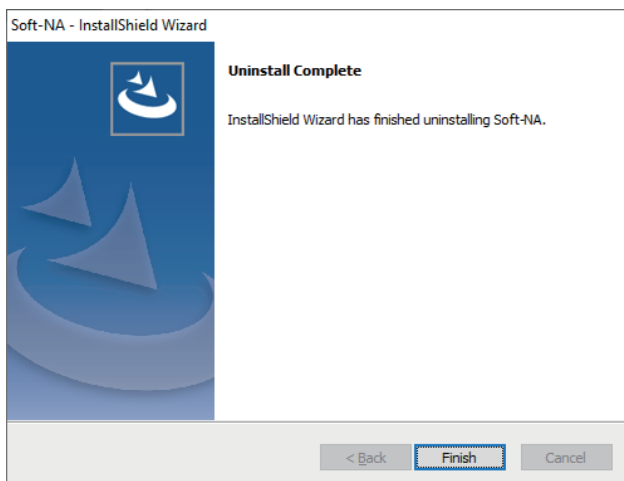 Soft-NA - InstallShield Wizard
Uninstall Complete
InstallShield Wizard has finished uninstalling Soft-NA.
< Back
Finish
Cancel